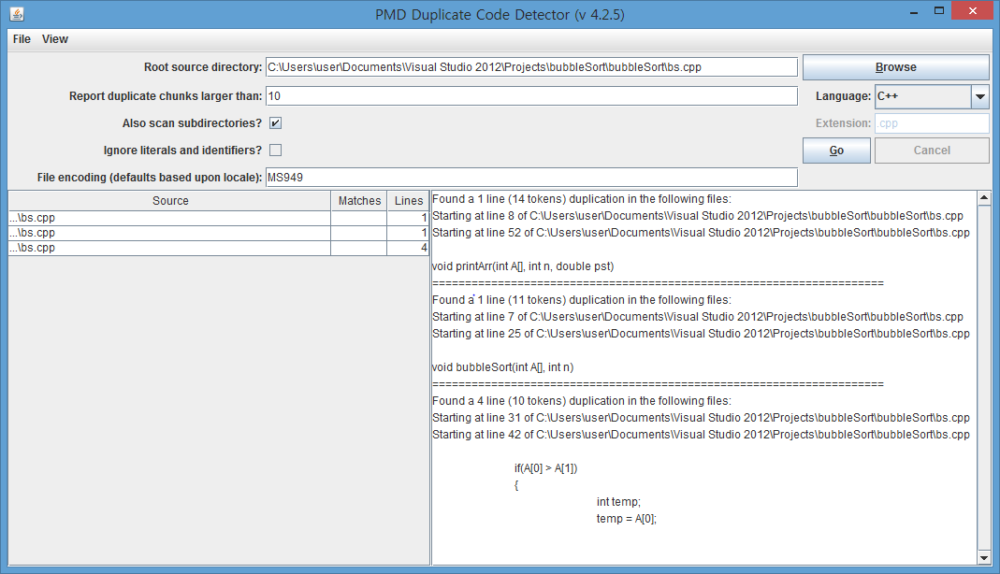 PMD Duplicate Code Detector (v 4.2.5)
File View
Root source directory: C:\Users\user\Documents\Visual Studio 2012\Projects\bubbleSort\bubbleSort\bs.cpp Browse
Report duplicate chunks larger than: 10 Language: C++
Also scan subdirectories? Extension: .cpp
Ignore literals and identifiers? Go Cancel
File encoding (defaults based upon locale): MS949
Source Matches Lines
...\bs.cpp 1
...\bs.cpp 1
...\bs.cpp 4
Found a 1 line (14 tokens) duplication in the following files:
Starting at line 8 of C:\Users\user\Documents\Visual Studio 2012\Projects\bubbleSort\bubbleSort\bs.cpp
Starting at line 52 of C:\Users\user\Documents\Visual Studio 2012\Projects\bubbleSort\bubbleSort\bs.cpp
void printArr(int A[], int n, double pst)
=====================================================================
Found a 1 line (11 tokens) duplication in the following files:
Starting at line 7 of C:\Users\user\Documents\Visual Studio 2012\Projects\bubbleSort\bubbleSort\bs.cpp
Starting at line 25 of C:\Users\user\Documents\Visual Studio 2012\Projects\bubbleSort\bubbleSort\bs.cpp
void bubbleSort(int A[], int n)
=====================================================================
Found a 4 line (10 tokens) duplication in the following files:
Starting at line 31 of C:\Users\user\Documents\Visual Studio 2012\Projects\bubbleSort\bubbleSort\bs.cpp
Starting at line 42 of C:\Users\user\Documents\Visual Studio 2012\Projects\bubbleSort\bubbleSort\bs.cpp
if(A[0] > A[1])
{
int temp;
temp = A[0];